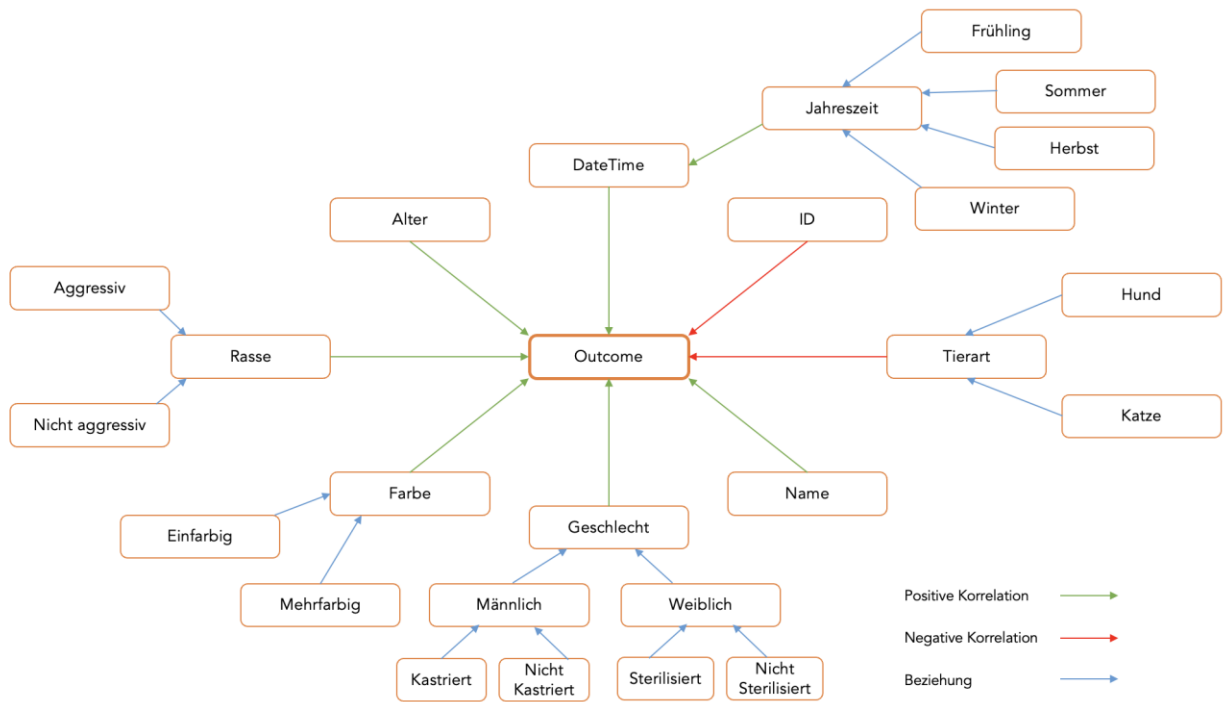 Frühling
Sommer
Jahreszeit
Herbst
DateTime
Winter
Alter
ID
Aggressiv
Hund
Rasse
Outcome
Tierart
Nicht aggressiv
Katze
Farbe
Name
Einfarbig
Geschlecht
Mehrfarbig
Männlich
Weiblich
Kastriert
Nicht
Kastriert
Sterilisiert
Nicht
Sterilisiert
Positive Korrelation
Negative Korrelation
Beziehung